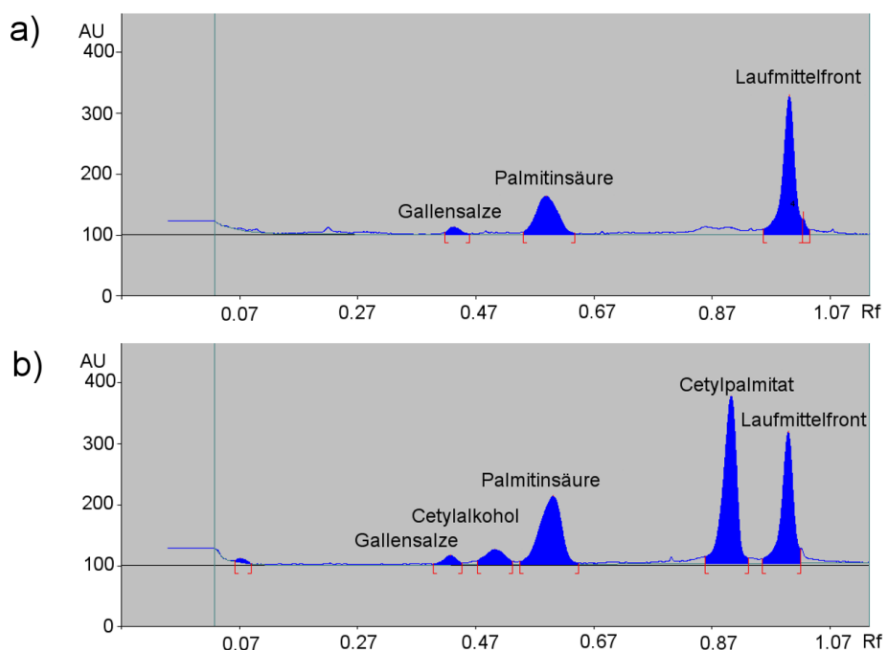 a)
AU
400
300
200
100
0
Gallensalze
Palmitinsäure
Laufmittelfront
0.07 0.27 0.47 0.67 0.87 1.07 Rf
b)
AU
400
300
200
100
0
Gallensalze
Cetylalkohol
Palmitinsäure
Cetylpalmitat
Laufmittelfront
0.07 0.27 0.47 0.67 0.87 1.07 Rf